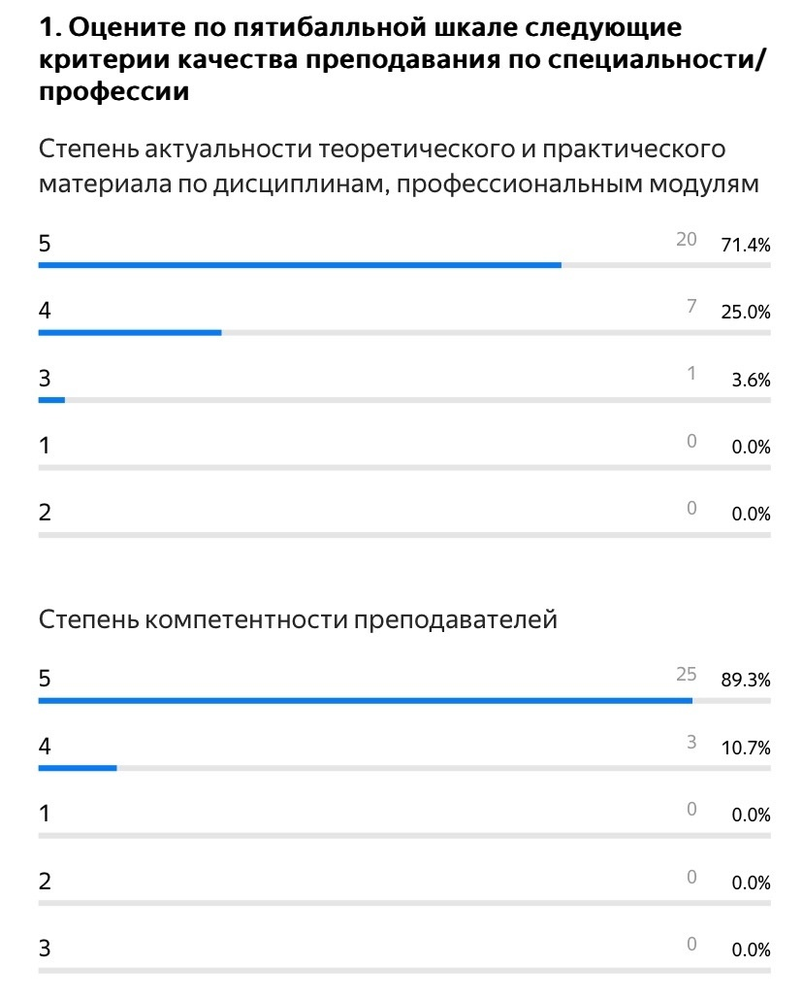 1. Оцените по пятибалльной шкале следующие
критерии качества преподавания по специальности/
профессии
Степень актуальности теоретического и практического
материала по дисциплинам, профессиональным модулям
5 20 71.4%
4 7 25.0%
3 1 3.6%
1 0 0.0%
2 0 0.0%
Степень компетентности преподавателей
5 25 89.3%
4 3 10.7%
1 0 0.0%
2 0 0.0%
3 0 0.0%